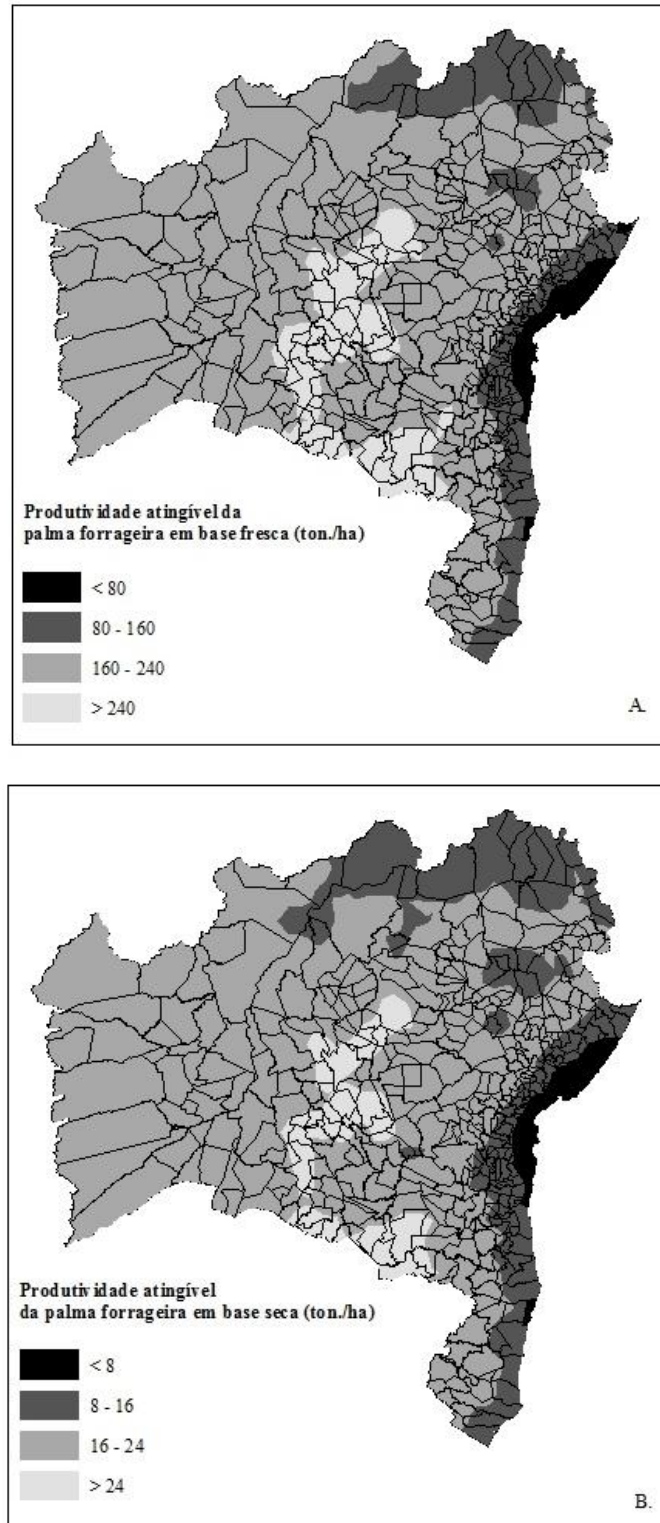 Produtividade atingível da
palma forrageira em base fresca (ton./ha)
< 80
80 - 160
160 - 240
> 240
A.
Produtividade atingível
da palma forrageira em base seca (ton./ha)
< 8
8 - 16
16 - 24
> 24
B.